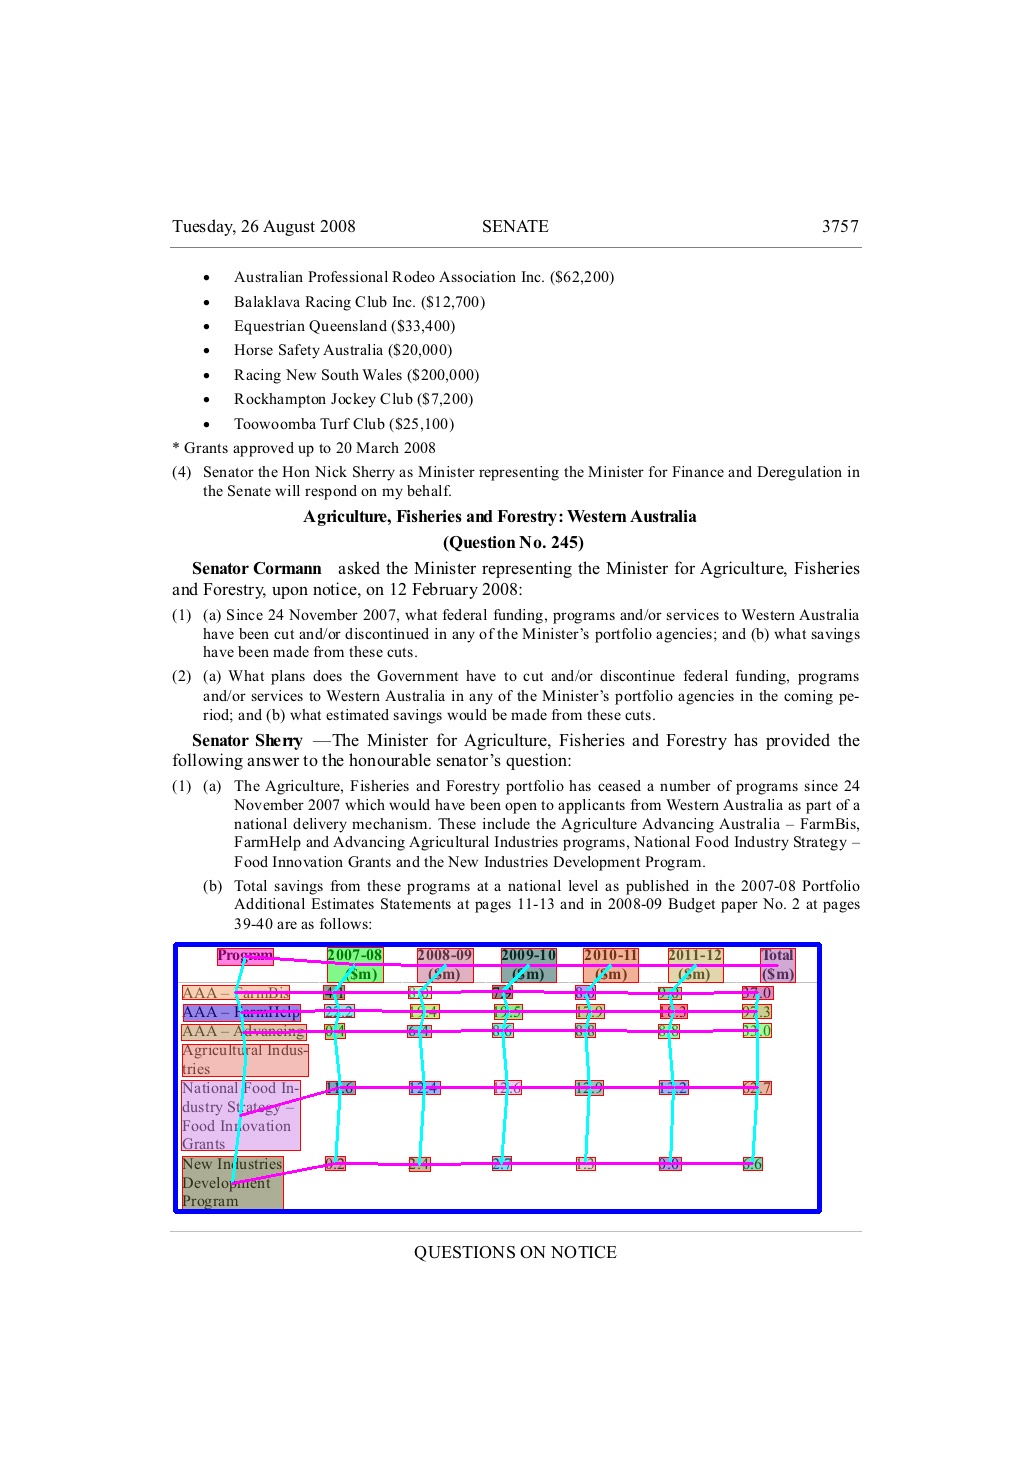 Tuesday, 26 August 2008 SENATE 3757
• Australian Professional Rodeo Association Inc. ($62,200)
• Balaklava Racing Club Inc. ($12,700)
• Equestrian Queensland ($33,400)
• Horse Safety Australia ($20,000)
• Racing New South Wales ($200,000)
• Rockhampton Jockey Club ($7,200)
• Toowoomba Turf Club ($25,100)
* Grants approved up to 20 March 2008
(4) Senator the Hon Nick Sherry as Minister representing the Minister for Finance and Deregulation in
the Senate will respond on my behalf.
Agriculture, Fisheries and Forestry: Western Australia
(Question No. 245)
Senator Cormann asked the Minister representing the Minister for Agriculture, Fisheries
and Forestry, upon notice, on 12 February 2008:
(1) (a) Since 24 November 2007, what federal funding, programs and/or services to Western Australia
have been cut and/or discontinued in any of the Minister’s portfolio agencies; and (b) what savings
have been made from these cuts.
(2) (a) What plans does the Government have to cut and/or discontinue federal funding, programs
and/or services to Western Australia in any of the Minister’s portfolio agencies in the coming pe-
riod; and (b) what estimated savings would be made from these cuts.
Senator Sherry —The Minister for Agriculture, Fisheries and Forestry has provided the
following answer to the honourable senator’s question:
(1) (a) The Agriculture, Fisheries and Forestry portfolio has ceased a number of programs since 24
November 2007 which would have been open to applicants from Western Australia as part of a
national delivery mechanism. These include the Agriculture Advancing Australia – FarmBis,
FarmHelp and Advancing Agricultural Industries programs, National Food Industry Strategy –
Food Innovation Grants and the New Industries Development Program.
(b) Total savings from these programs at a national level as published in the 2007-08 Portfolio
Additional Estimates Statements at pages 11-13 and in 2008-09 Budget paper No. 2 at pages
39-40 are as follows:
Program 2007-08 2008-09 2009-10 2010-11 2011-12 Total
($m) ($m) ($m) ($m) ($m) ($m)
AAA – FarmBis 4.1 37.0
AAA – FarmHelp 22.2 19.4 19.5 17.9 18.3 97.3
AAA – Advancing 0.4 6.4 8.6 8.8 8.8 33.0
Agricultural Indus-
tries
National Food In- 11.6 12.4 12.6 12.9 13.2 62.7
dustry Strategy –
Food Innovation
Grants
New Industries 0.2 2.4 2.7 1.3 0.0 6.6
Development
Program
QUESTIONS ON NOTICE